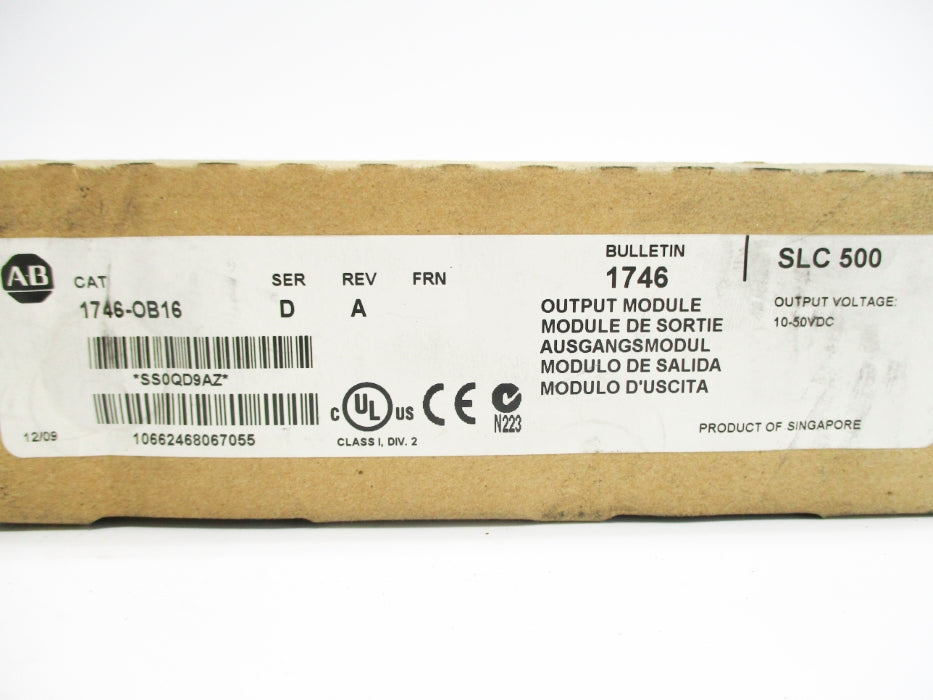 AB
CAT SER REV FRN
1746-OB16 D A
*SS0QD9AZ*
10662468067055
12/09
C UL US CE N223
CLASS I, DIV. 2
BULLETIN
1746
OUTPUT MODULE
MODULE DE SORTIE
AUSGANGSMODUL
MODULO DE SALIDA
MODULO D'USCITA
SLC 500
OUTPUT VOLTAGE:
10-50VDC
PRODUCT OF SINGAPORE